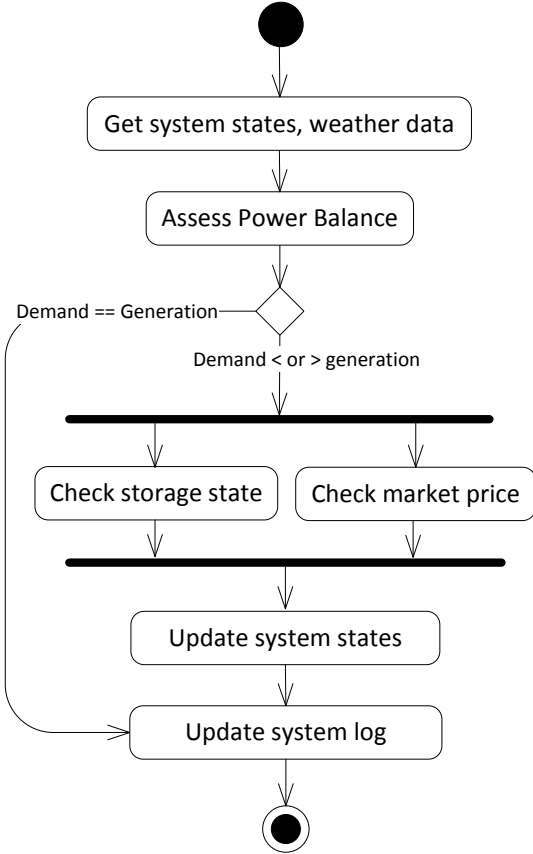 Get system states, weather data
Assess Power Balance
Demand == Generation
Demand < or > generation
Check storage state
Check market price
Update system states
Update system log